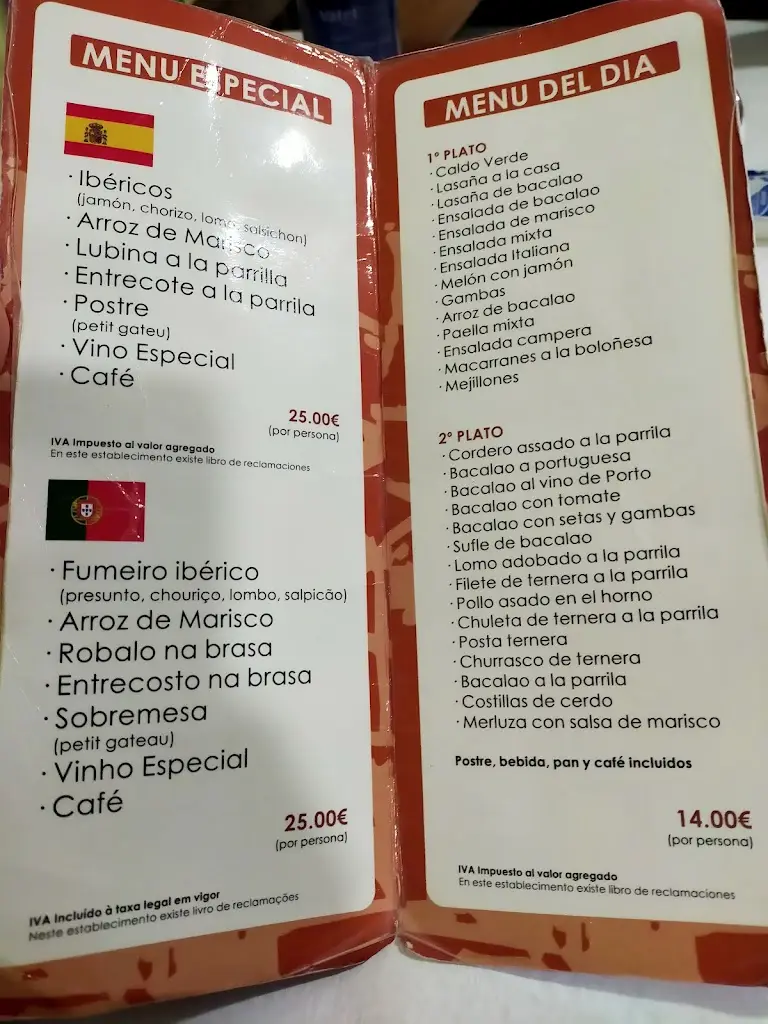 MENU ESPECIAL
· Ibéricos
(jamón, chorizo, lomo, salsichon)
· Arroz de Marisco
· Lubina a la parrilla
· Entrecote a la parrila
· Postre
(petit gateu)
· Vino Especial
· Café
25.00€
(por persona)
IVA Impuesto al valor agregado
En este establecimento existe libro de reclamaciones
· Fumeiro ibérico
(presunto, chouriço, lombo, salpicão)
· Arroz de Marisco
· Robalo na brasa
· Entrecosto na brasa
· Sobremesa
(petit gateau)
· Vinho Especial
· Café
25.00€
(por persona)
IVA Incluído à taxa legal em vigor
Neste establecimento existe livro de reclamações
MENU DEL DIA
1º PLATO
· Caldo Verde
· Lasaña a la casa
· Lasaña de bacalao
· Ensalada de bacalao
· Ensalada de marisco
· Ensalada mixta
· Ensalada Italiana
· Melón con jamón
· Gambas
· Arroz de bacalao
· Paella mixta
· Ensalada campera
· Macarranes a la boloñesa
· Mejillones
2º PLATO
· Cordero assado a la parrila
· Bacalao a portuguesa
· Bacalao al vino de Porto
· Bacalao con tomate
· Bacalao con setas y gambas
· Sufle de bacalao
· Lomo adobado a la parrila
· Filete de ternera a la parrila
· Pollo asado en el horno
· Chuleta de ternera a la parrila
· Posta ternera
· Churrasco de ternera
· Bacalao a la parrila
· Costillas de cerdo
· Merluza con salsa de marisco
Postre, bebida, pan y café incluidos
14.00€
(por persona)
IVA Impuesto al valor agregado
En este establecimento existe libro de reclamaciones